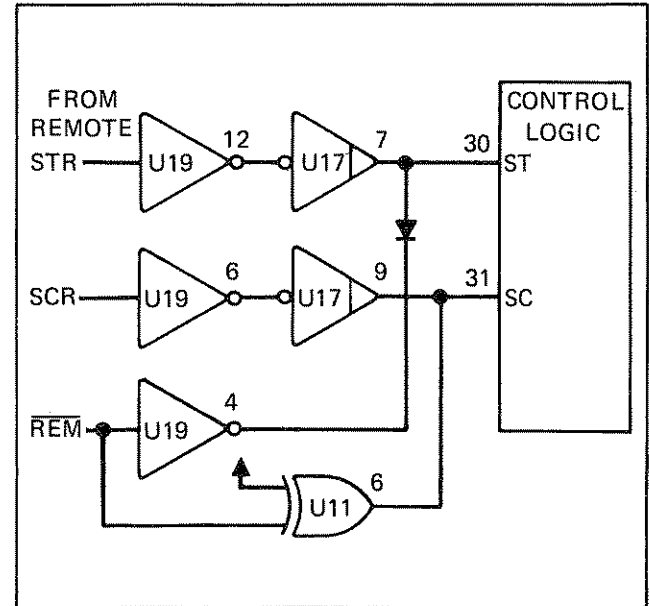 FROM
REMOTE
CONTROL
LOGIC
STR
U19
12
U17
7
30
ST
SCR
U19
6
U17
9
31
SC
REM
U19
4
U11
6